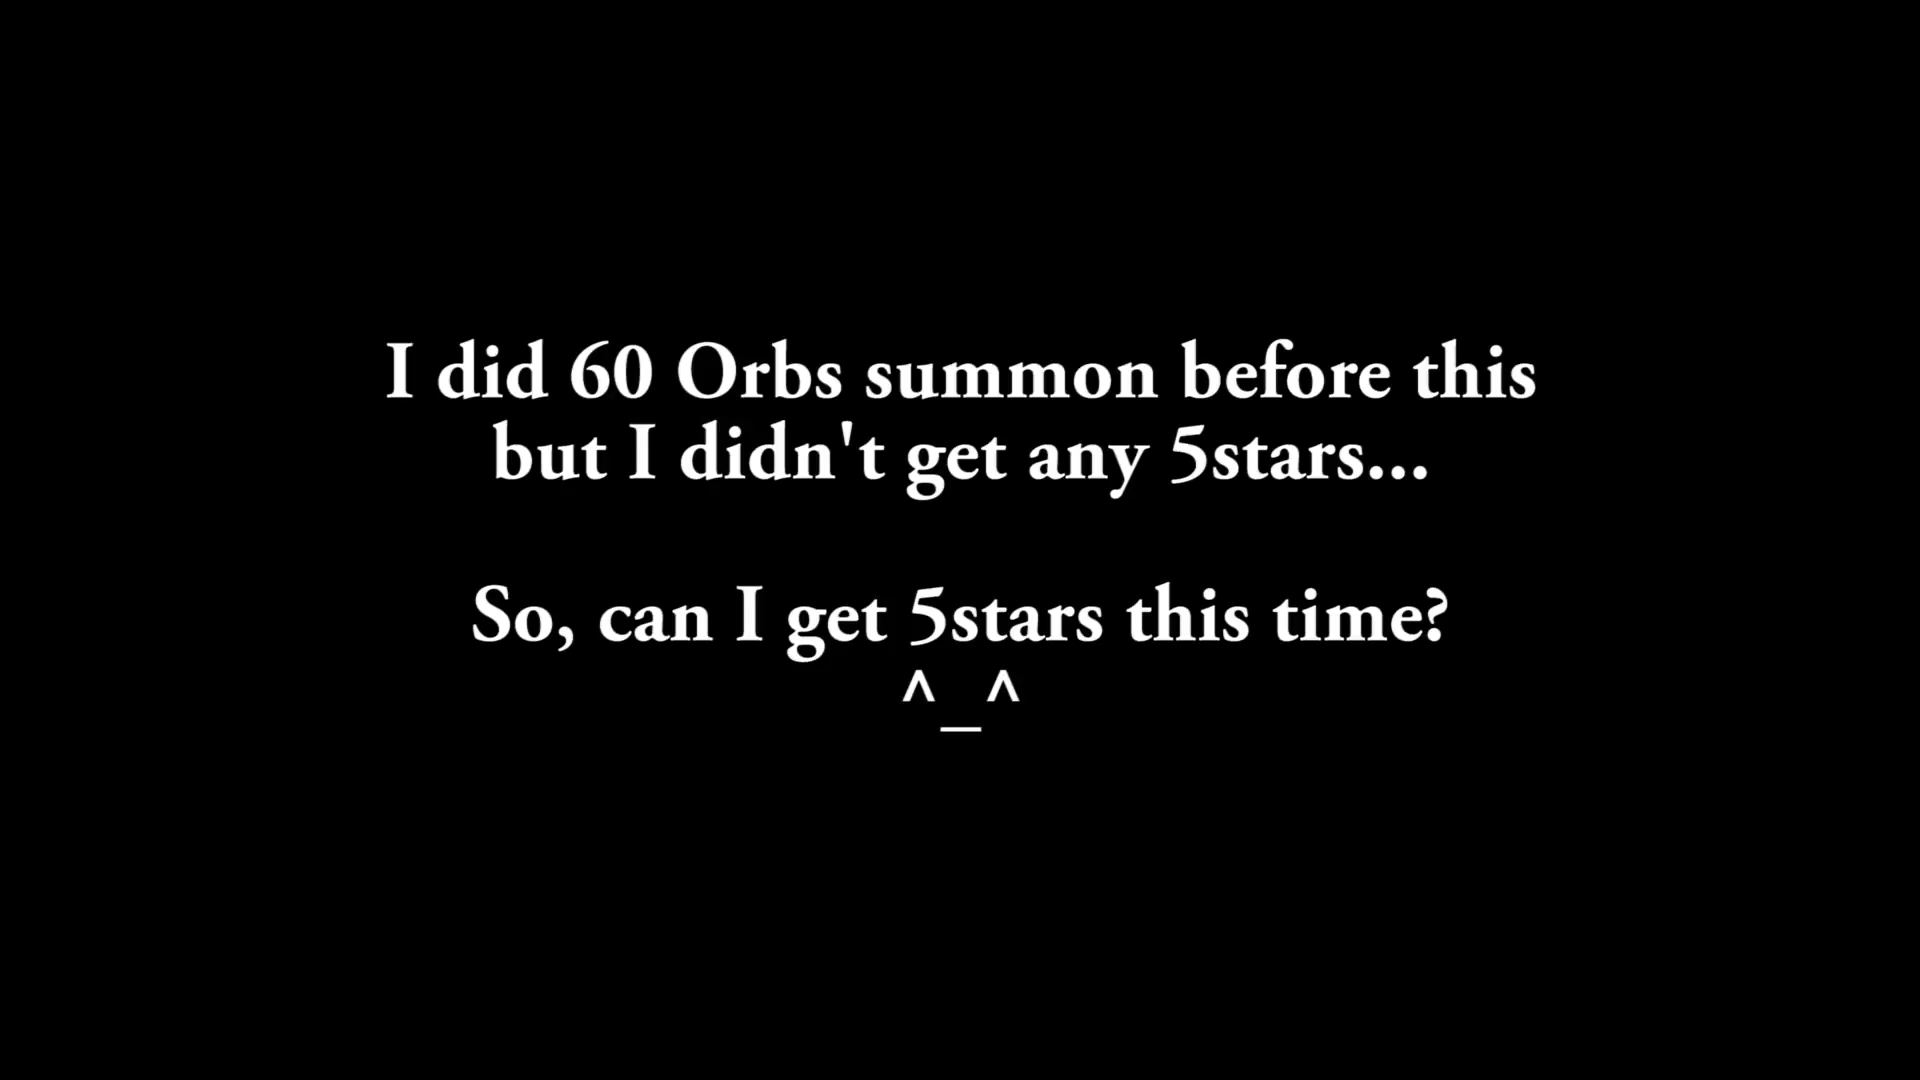 I did 60 Orbs summon before this
but I didn't get any 5stars...
So, can I get 5stars this time?
^_^